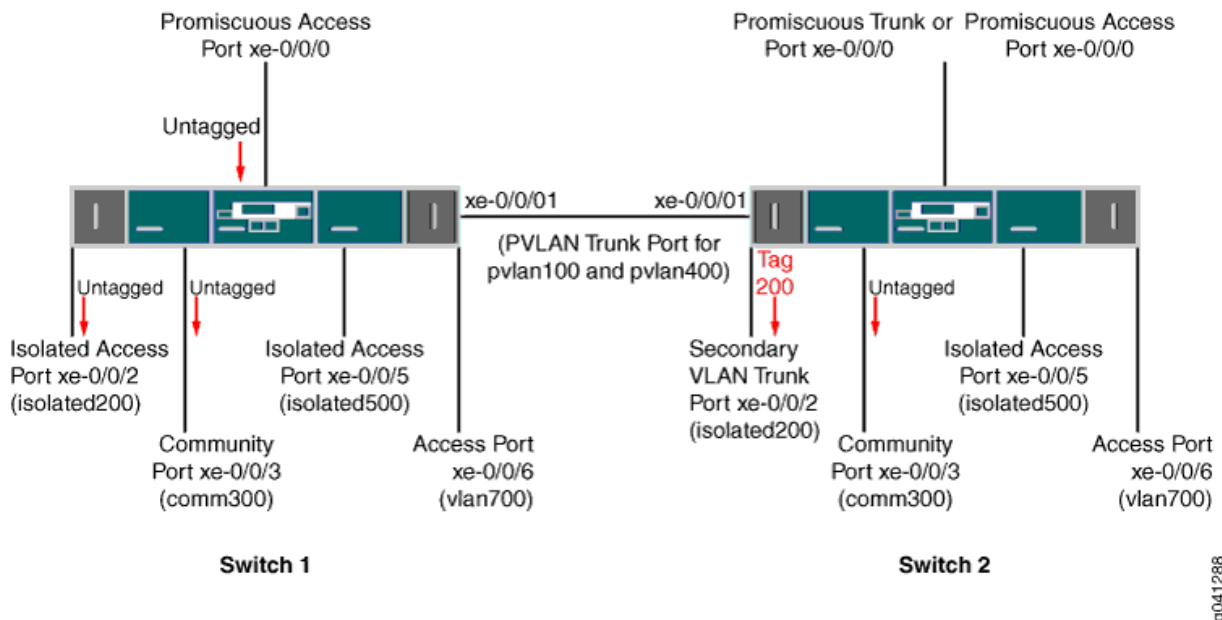 Promiscuous Access
Port xe-0/0/0
Promiscuous Trunk or
Port xe-0/0/0
Promiscuous Access
Port xe-0/0/0
Untagged
xe-0/0/01
xe-0/0/01
(PVLAN Trunk Port for
pvlan100 and pvlan400)
Tag
200
Untagged
Untagged
Untagged
Isolated Access
Port xe-0/0/2
(isolated200)
Isolated Access
Port xe-0/0/5
(isolated500)
Secondary
VLAN Trunk
Port xe-0/0/2
(isolated200)
Isolated Access
Port xe-0/0/5
(isolated500)
Community
Port xe-0/0/3
(comm300)
Access Port
xe-0/0/6
(vlan700)
Community
Port xe-0/0/3
(comm300)
Access Port
xe-0/0/6
(vlan700)
Switch 1
Switch 2
g041288